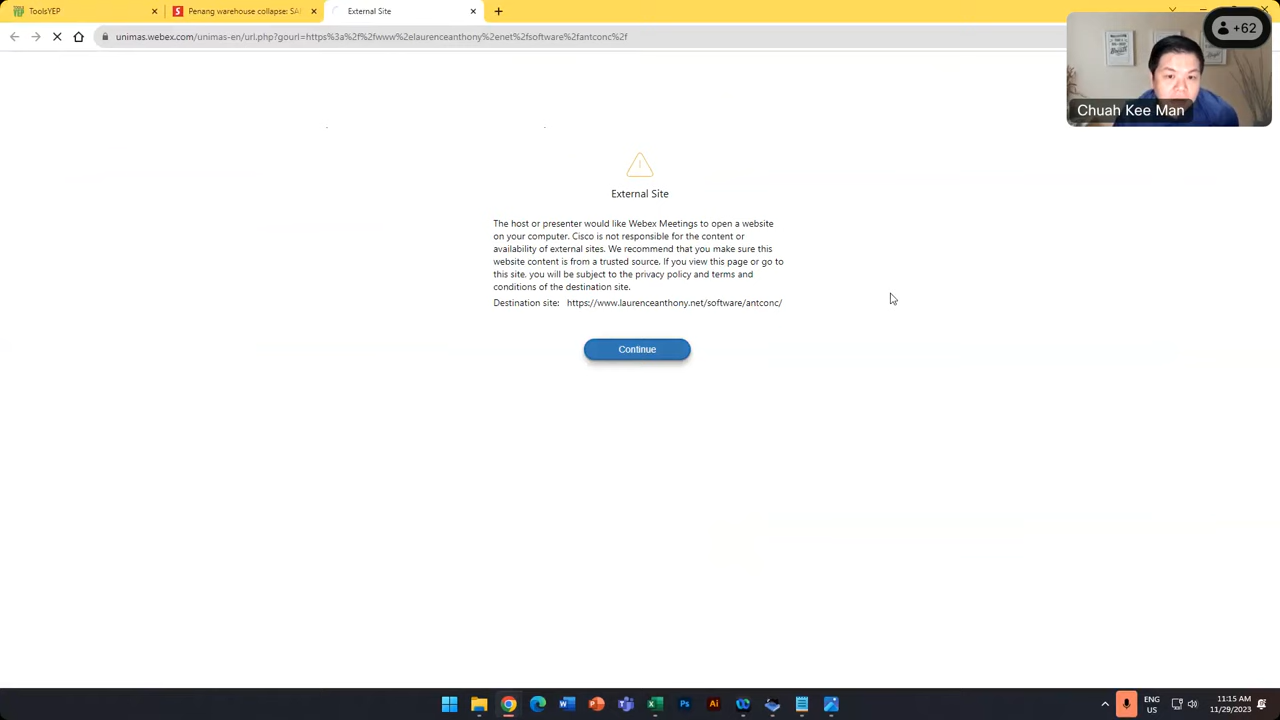 ToolsYEP
Penang warehouse collapse: SA
External Site
unimas.webex.com/unimas-en/url.php?gourl=https%3a%2f%2fwww%2elaurenceanthony%2enet%2fsoftware%2fantconc%2f
+62
Chuah Kee Man
External Site
The host or presenter would like Webex Meetings to open a website
on your computer. Cisco is not responsible for the content or
availability of external sites. We recommend that you make sure this
website content is from a trusted source. If you view this page or go to
this site, you will be subject to the privacy policy and terms and
conditions of the destination site.
Destination site: https://www.laurenceanthony.net/software/antconc/
Continue
ENG
US
11:15 AM
11/29/2023